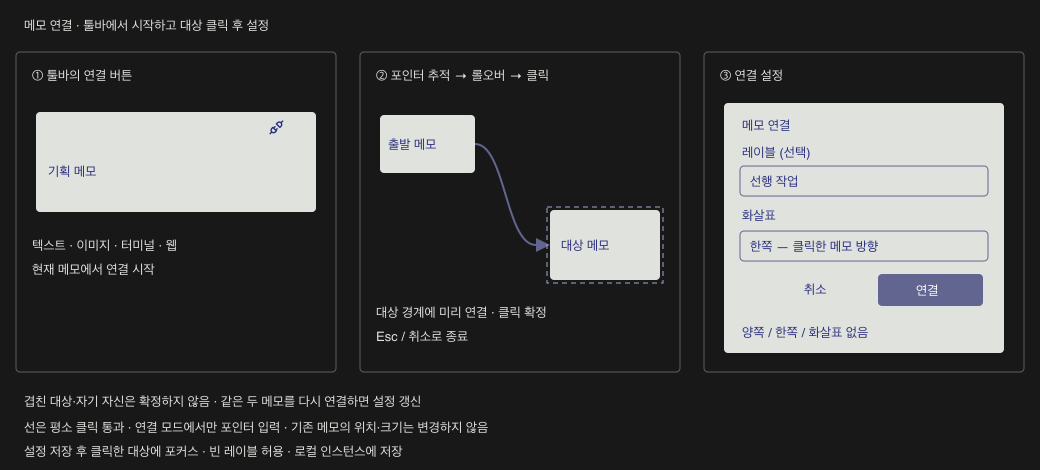 메모 연결 · 툴바에서 시작하고 대상 클릭 후 설정
① 툴바의 연결 버튼
기획 메모
텍스트 · 이미지 · 터미널 · 웹
현재 메모에서 연결 시작
② 포인터 추적 → 롤오버 → 클릭
출발 메모
대상 메모
대상 경계에 미리 연결 · 클릭 확정
Esc / 취소로 종료
③ 연결 설정
메모 연결
레이블 (선택)
선행 작업
화살표
한쪽 — 클릭한 메모 방향
취소
연결
양쪽 / 한쪽 / 화살표 없음
겹친 대상·자기 자신은 확정하지 않음 · 같은 두 메모를 다시 연결하면 설정 갱신
선은 평소 클릭 통과 · 연결 모드에서만 포인터 입력 · 기존 메모의 위치·크기는 변경하지 않음
설정 저장 후 클릭한 대상에 포커스 · 빈 레이블 허용 · 로컬 인스턴스에 저장